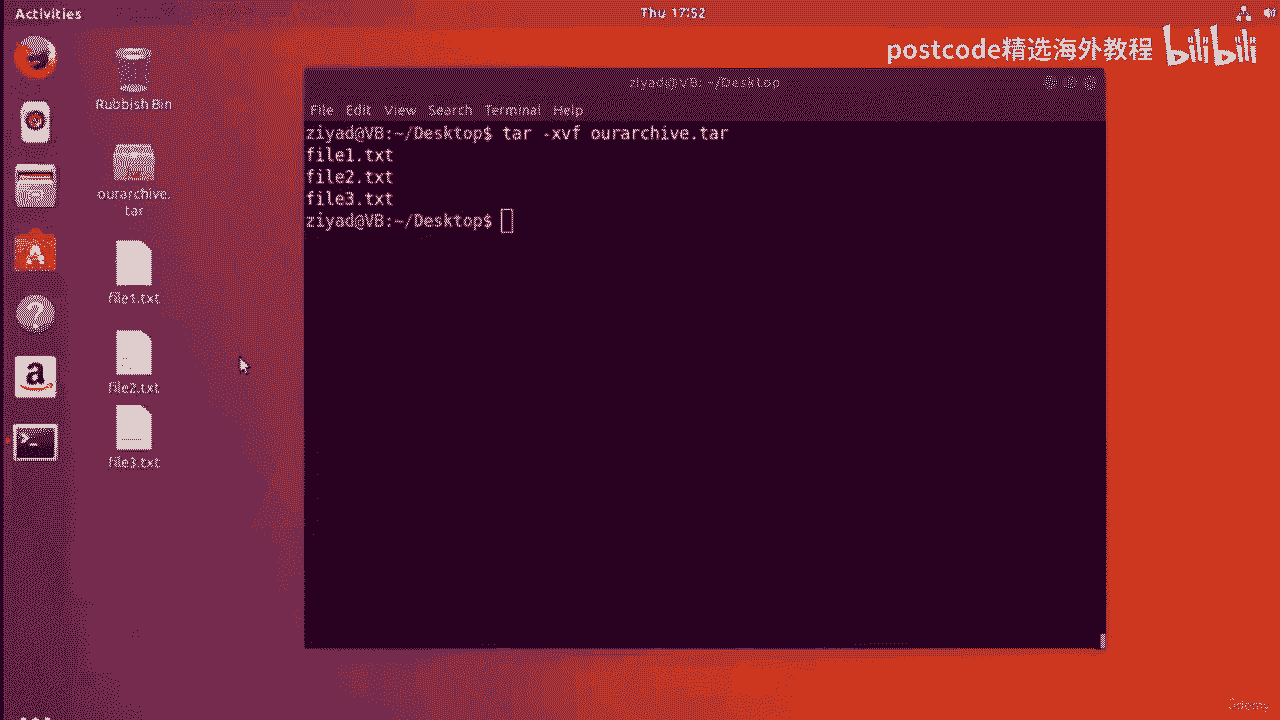 Activities
Thu 17:52
postcode精选海外教程 bilibili
Rubbish Bin
ourarchive.
tar
file1.txt
file2.txt
file3.txt
ziyad@VB: ~/Desktop
File Edit View Search Terminal Help
ziyad@VB:~/Desktop$ tar -xvf ourarchive.tar
file1.txt
file2.txt
file3.txt
ziyad@VB:~/Desktop$
Udemy